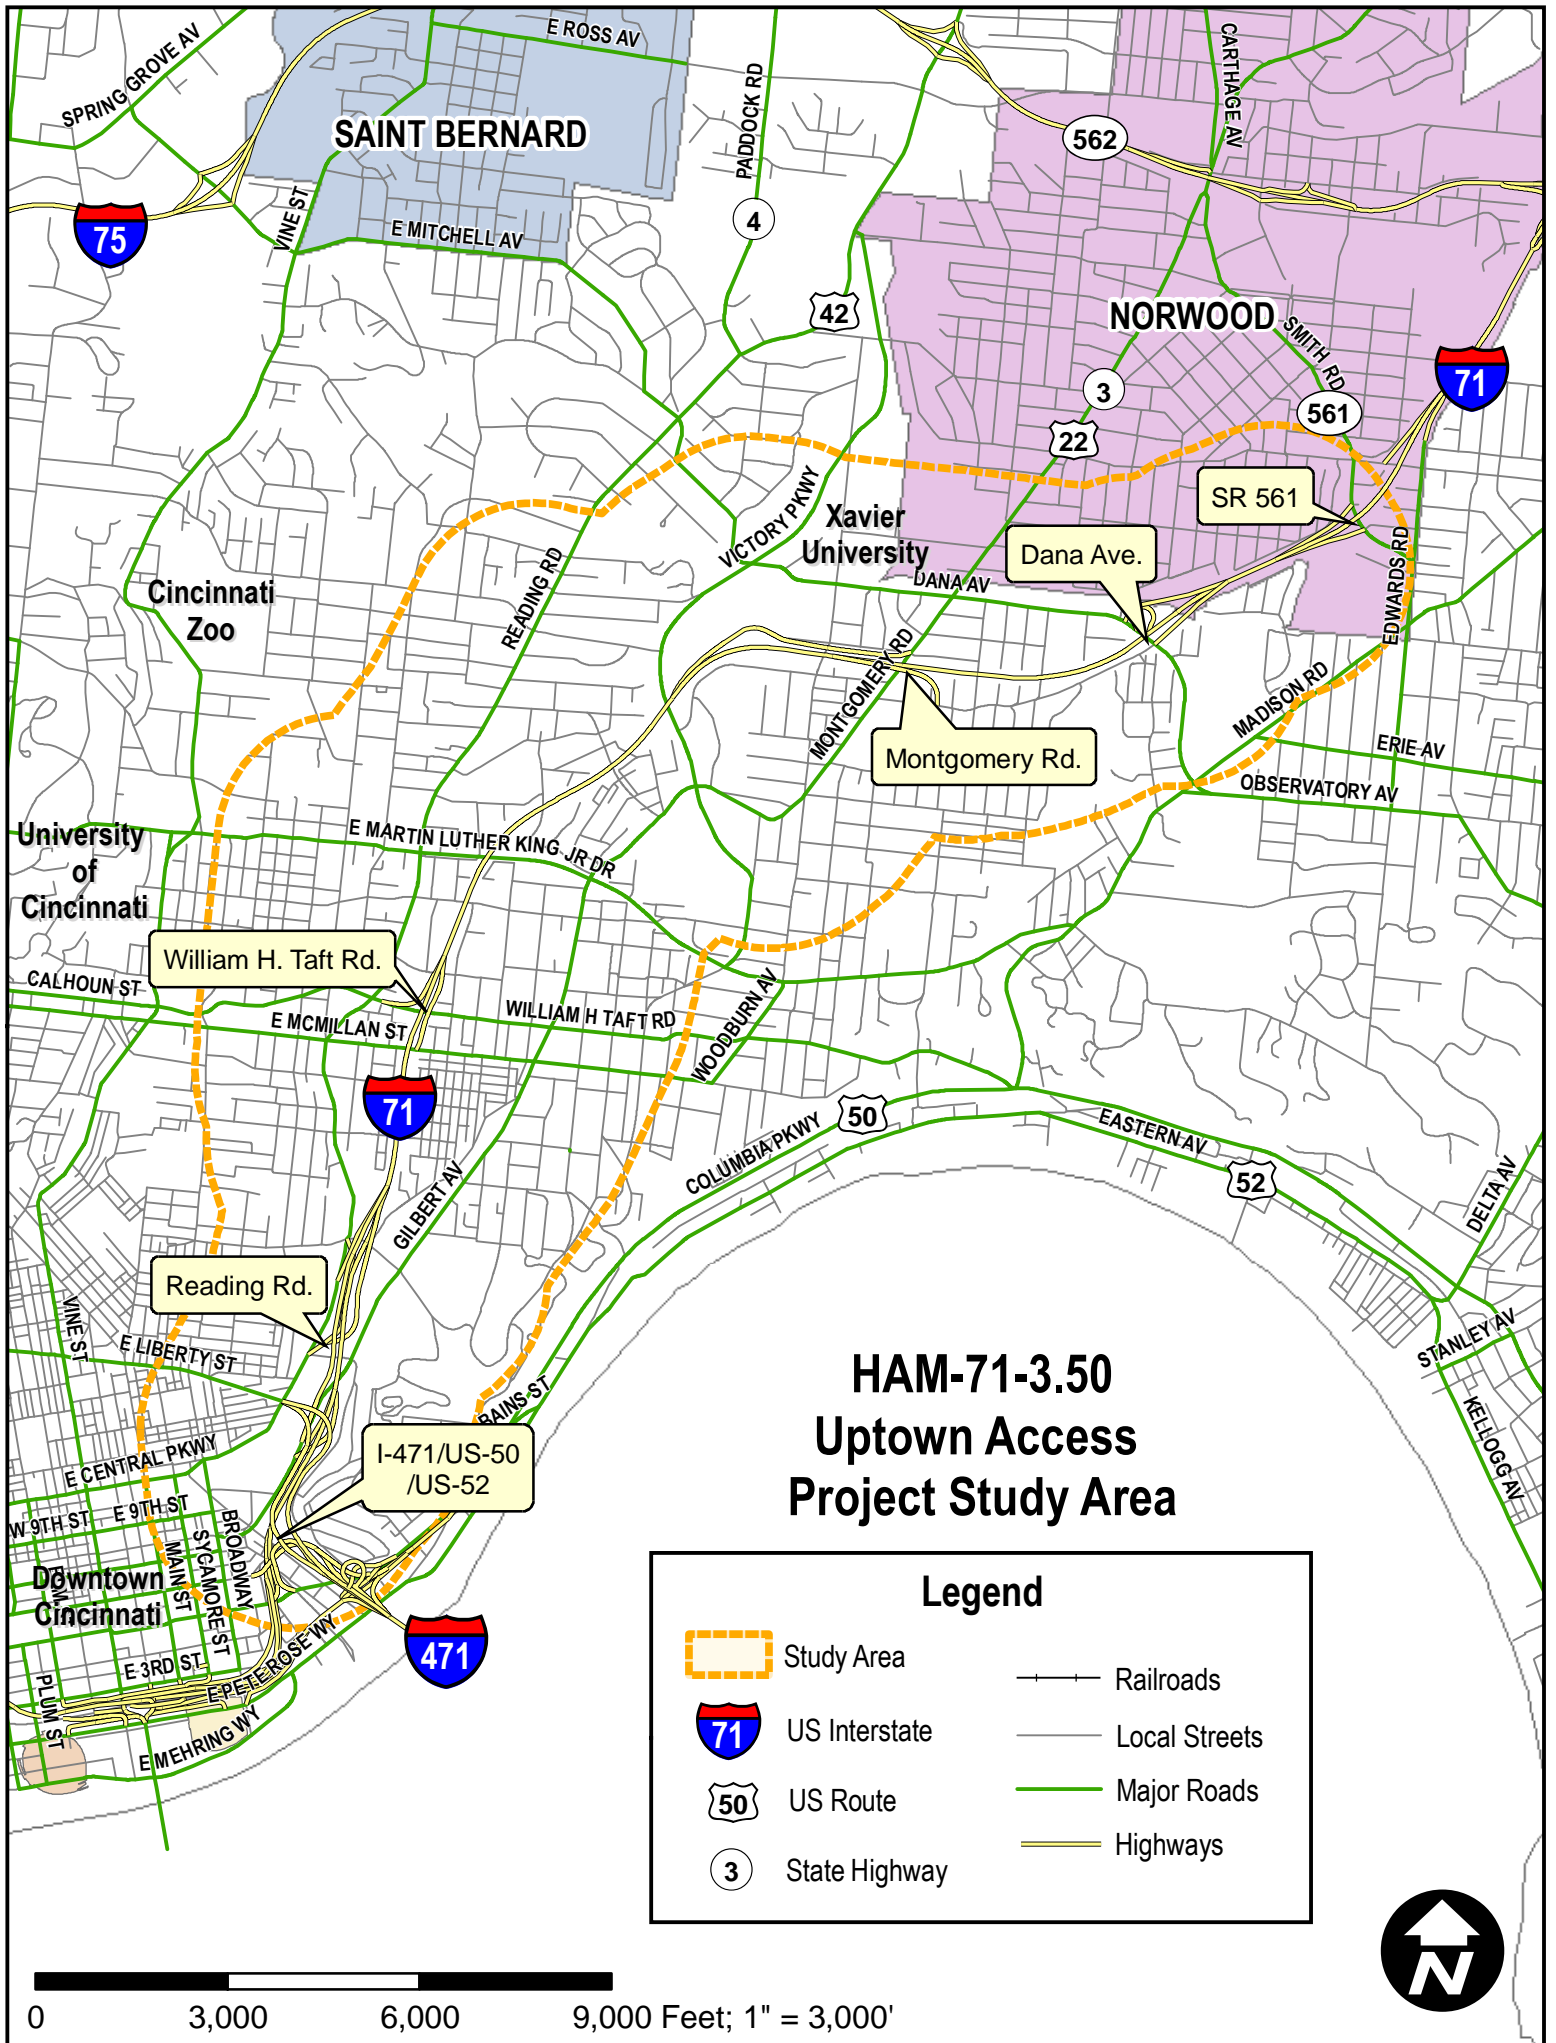 E ROSS AV
SPRING GROVE AV
PADDOCK RD
CARTHAGE AV
SAINT BERNARD
562
VINE ST
4
75
E MITCHELL AV
42
NORWOOD
SMITH RD
71
3
561
22
SR 561
VICTORY PKWY
Xavier
University
Dana Ave.
EDWARDS RD
READING RD
DANA AV
Cincinnati
Zoo
MONTGOMERY RD
MADISON RD
Montgomery Rd.
ERIE AV
OBSERVATORY AV
E MARTIN LUTHER KING JR DR
University
of
Cincinnati
William H. Taft Rd.
CALHOUN ST
WILLIAM H TAFT RD
E MCMILLAN ST
WOODBURN AV
71
50
COLUMBIA PKWY
EASTERN AV
52
DELTA AV
GILBERT AV
Reading Rd.
VINE ST
E LIBERTY ST
STANLEY AV
KELLOGG AV
BAINS ST
HAM-71-3.50
Uptown Access
Project Study Area
I-471/US-50
/US-52
E CENTRAL PKWY
E 9TH ST
W 9TH ST
BROADWAY
SYCAMORE ST
MAIN ST
Downtown
Cincinnati
471
E 3RD ST
E PETE ROSE WY
PLUM ST
E MEHRING WY
Legend
Study Area
71
US Interstate
50
US Route
3
State Highway
Railroads
Local Streets
Major Roads
Highways
N
0 3,000 6,000 9,000 Feet; 1" = 3,000'